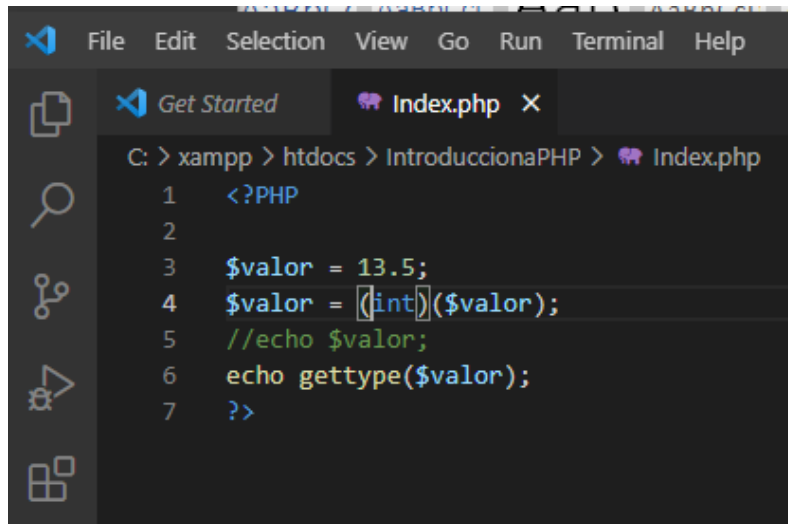 File Edit Selection View Go Run Terminal Help
Get Started Index.php ×
C: > xampp > htdocs > IntroduccionaPHP > Index.php
1 <?PHP
2
3 $valor = 13.5;
4 $valor = (int)($valor);
5 //echo $valor;
6 echo gettype($valor);
7 ?>